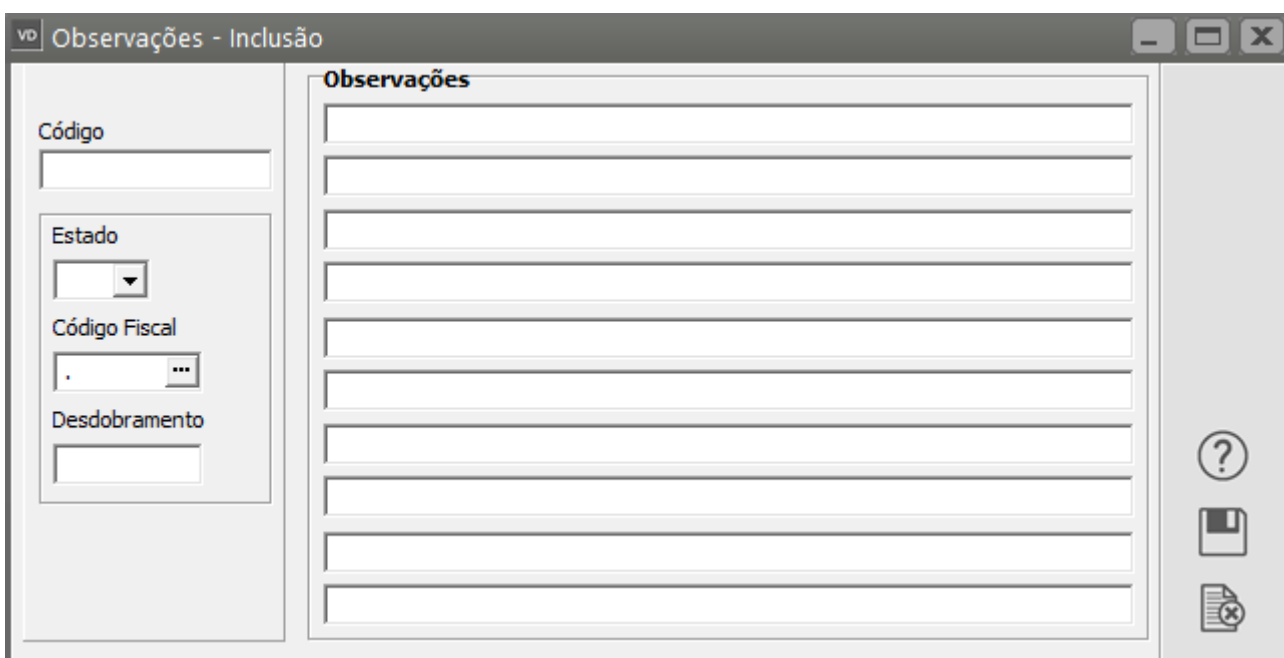 VD Observações - Inclusão
Código
Estado
Código Fiscal
.
Desdobramento
Observações